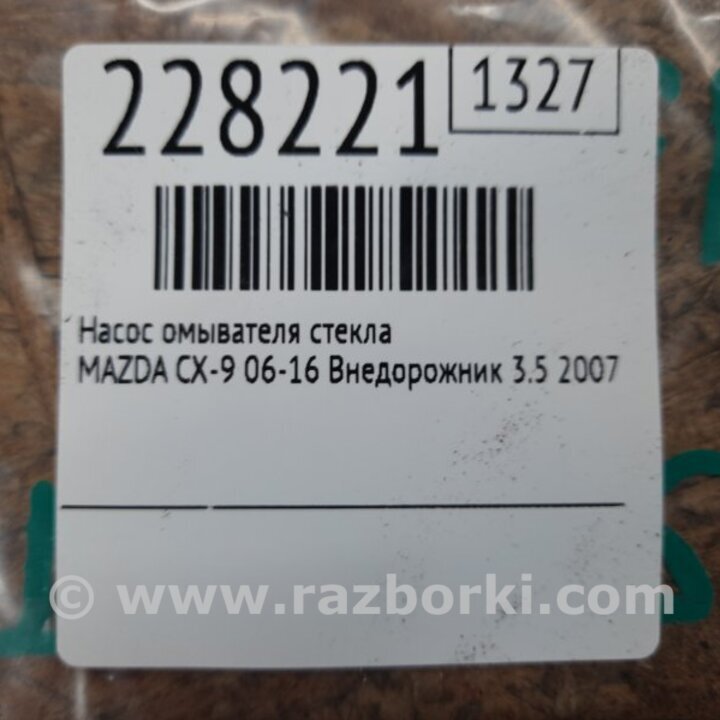 228221
1327
Насос омывателя стекла
MAZDA CX-9 06-16 Внедорожник 3.5 2007
© www.razborki.com